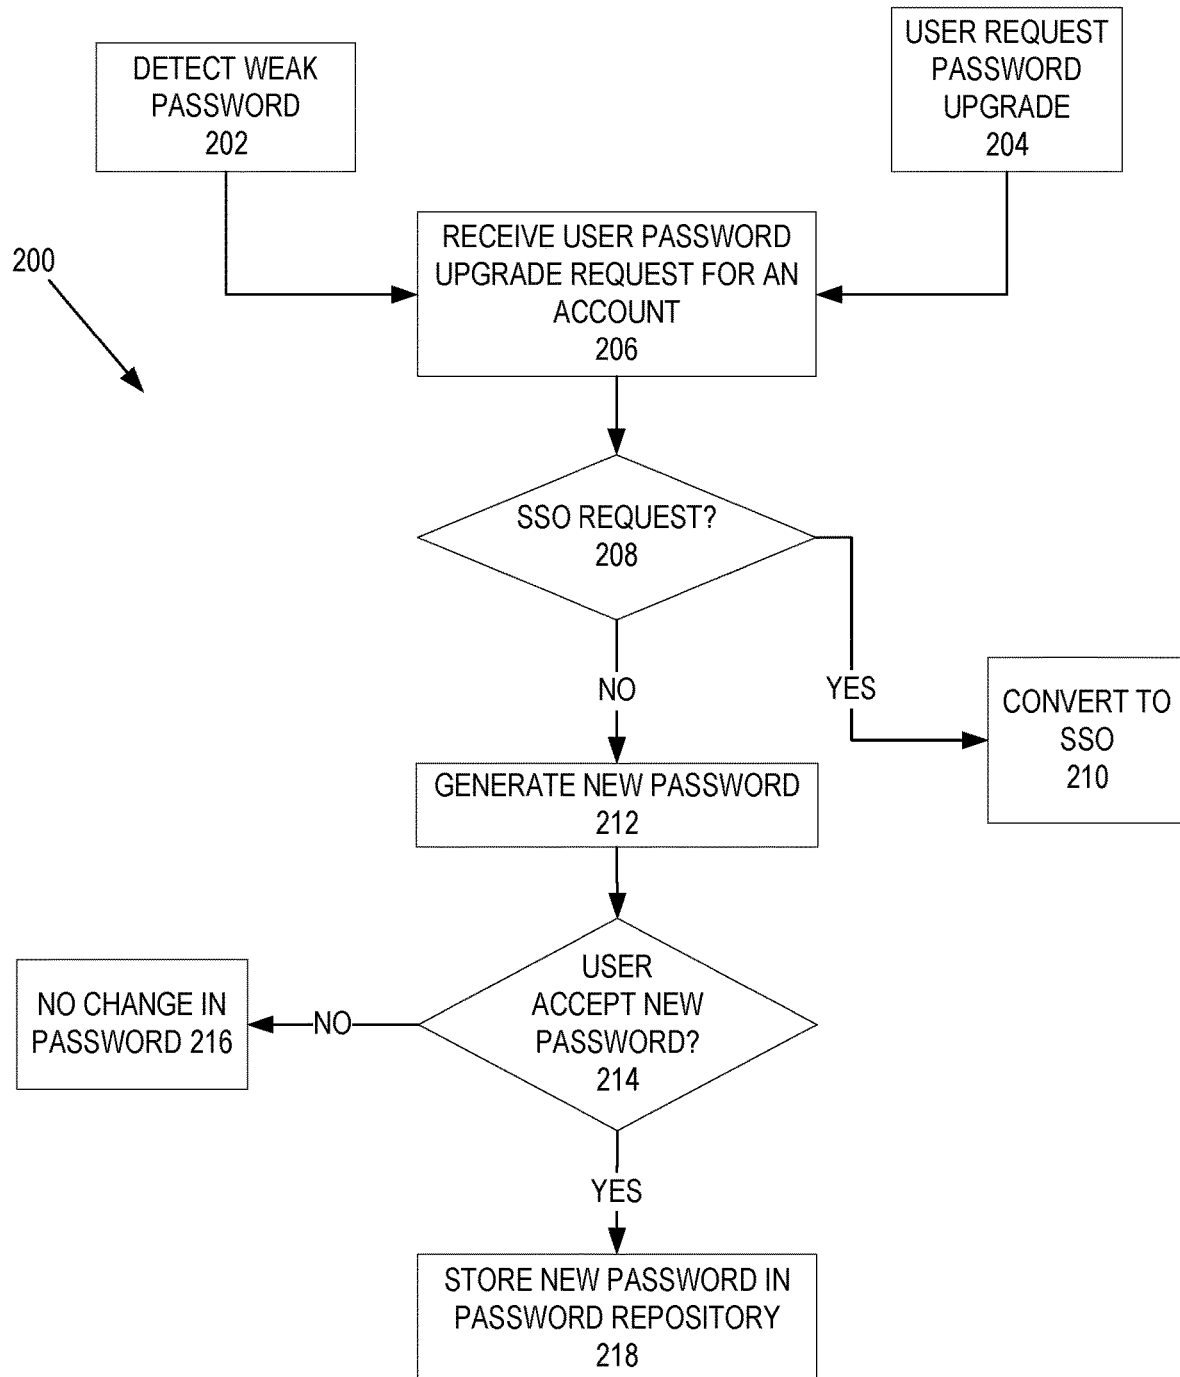 DETECT WEAK
PASSWORD
202
USER REQUEST
PASSWORD
UPGRADE
204
200
RECEIVE USER PASSWORD
UPGRADE REQUEST FOR AN
ACCOUNT
206
SSO REQUEST?
208
NO
YES
CONVERT TO
SSO
210
GENERATE NEW PASSWORD
212
USER
ACCEPT NEW
PASSWORD?
214
NO
NO CHANGE IN
PASSWORD 216
YES
STORE NEW PASSWORD IN
PASSWORD REPOSITORY
218